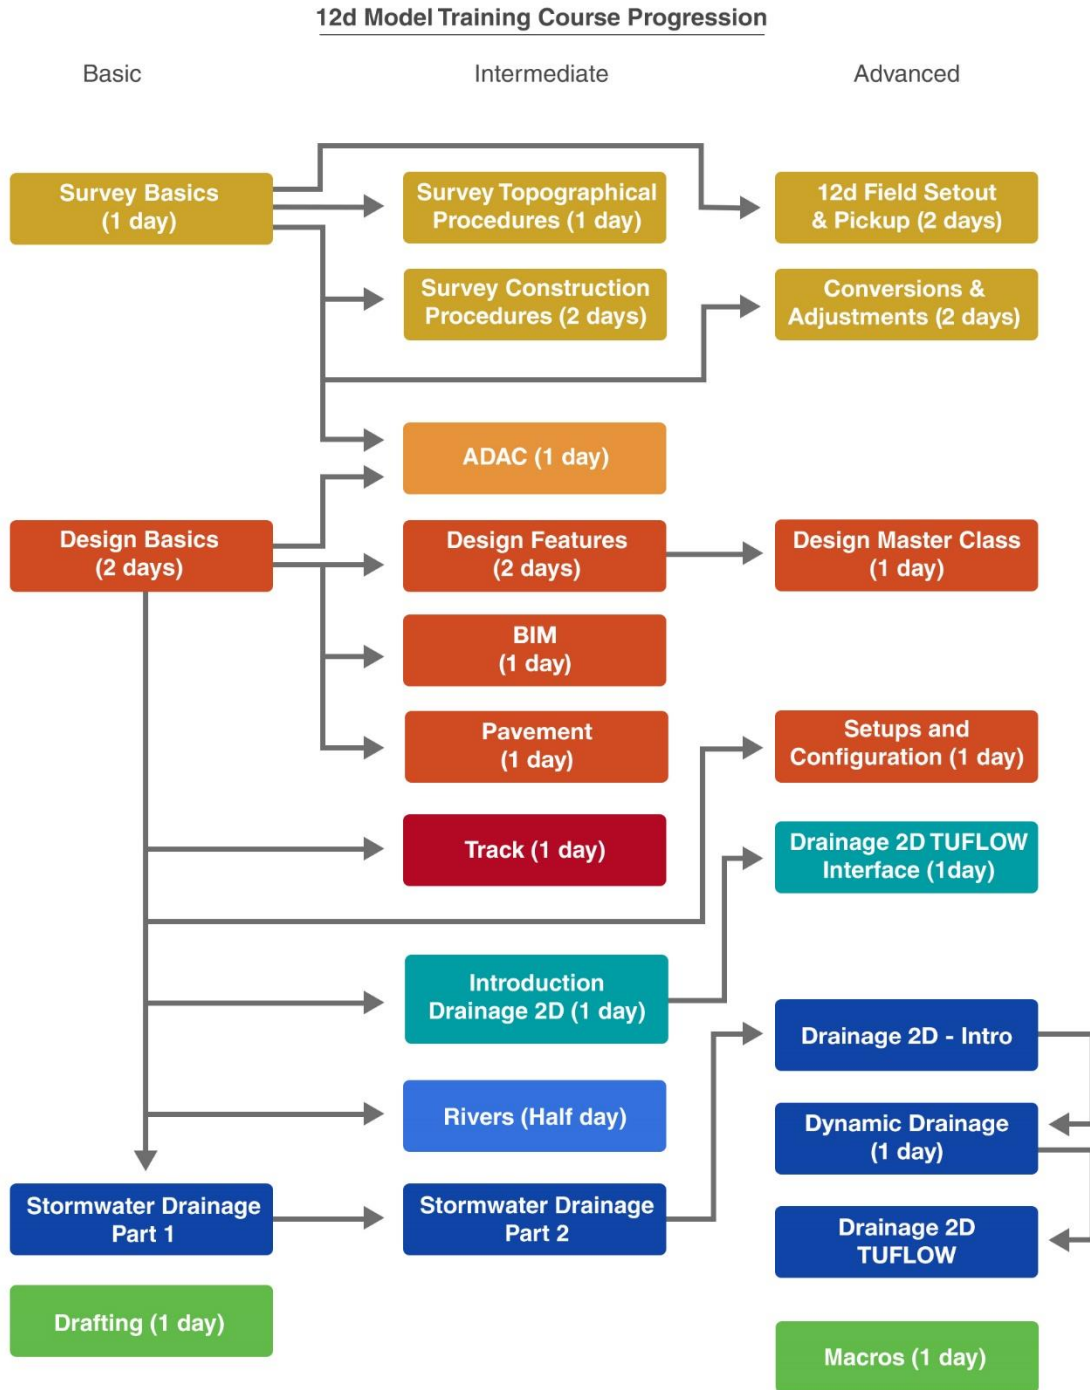 12d Model Training Course Progression
Basic
Intermediate
Advanced
Survey Basics
(1 day)
Survey Topographical
Procedures (1 day)
12d Field Setout
& Pickup (2 days)
Survey Construction
Procedures (2 days)
Conversions &
Adjustments (2 days)
ADAC (1 day)
Design Basics
(2 days)
Design Features
(2 days)
Design Master Class
(1 day)
BIM
(1 day)
Pavement
(1 day)
Setups and
Configuration (1 day)
Track (1 day)
Drainage 2D TUFLOW
Interface (1day)
Introduction
Drainage 2D (1 day)
Drainage 2D - Intro
Rivers (Half day)
Dynamic Drainage
(1 day)
Stormwater Drainage
Part 1
Stormwater Drainage
Part 2
Drainage 2D
TUFLOW
Drafting (1 day)
Macros (1 day)